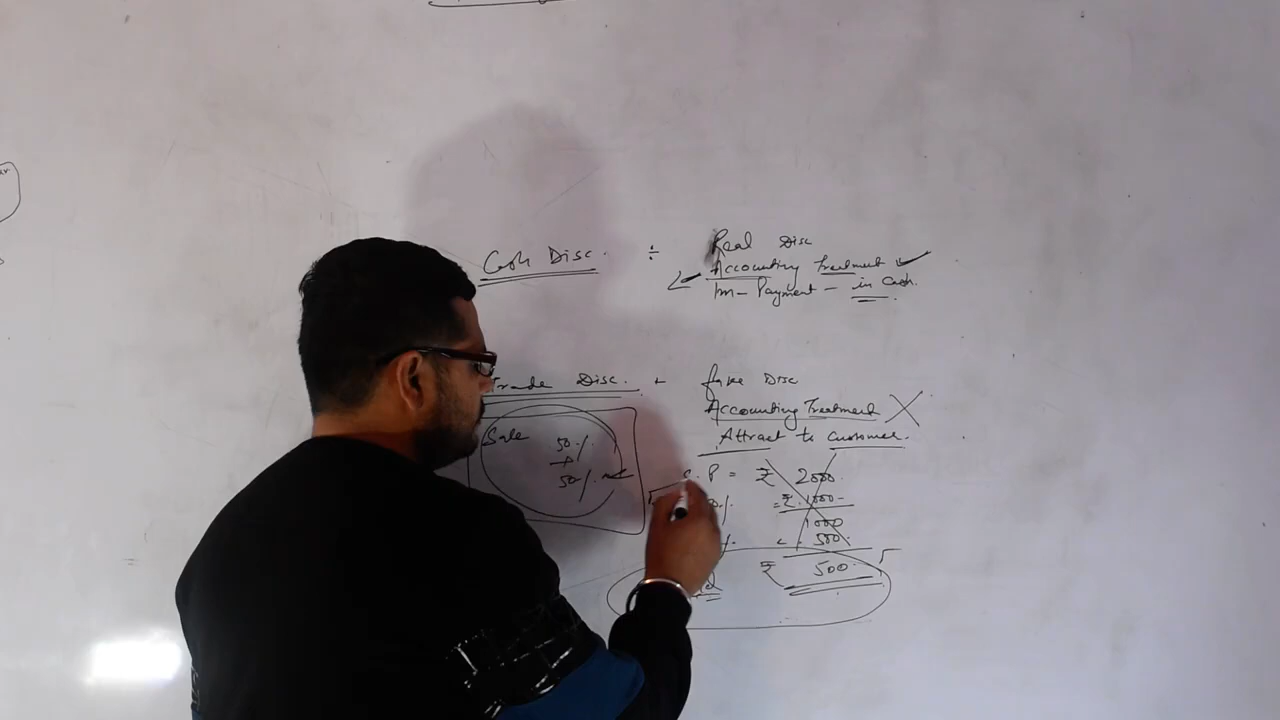 Cash Disc. ÷ Real Disc
Accounting Treatment ✓
Payment - in Cash.
Trade Disc. Fake Disc
Accounting Treatment X
Attract to Customer.
Sale 50%
+
50%
P = ₹ 2000
% = ₹ 1000
1000
% 500
₹ 500